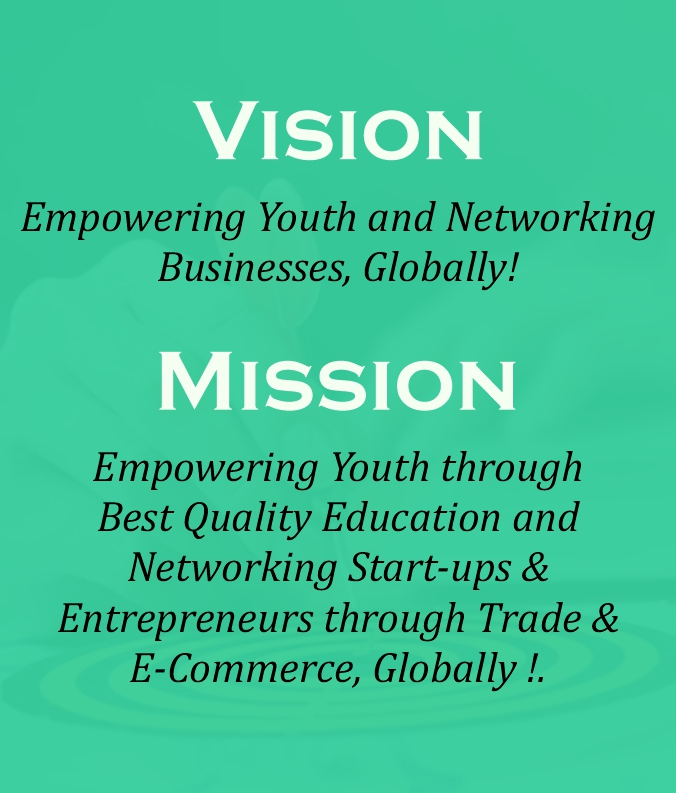 Vision
Empowering Youth and Networking
Businesses, Globally!
Mission
Empowering Youth through
Best Quality Education and
Networking Start-ups &
Entrepreneurs through Trade &
E-Commerce, Globally !.